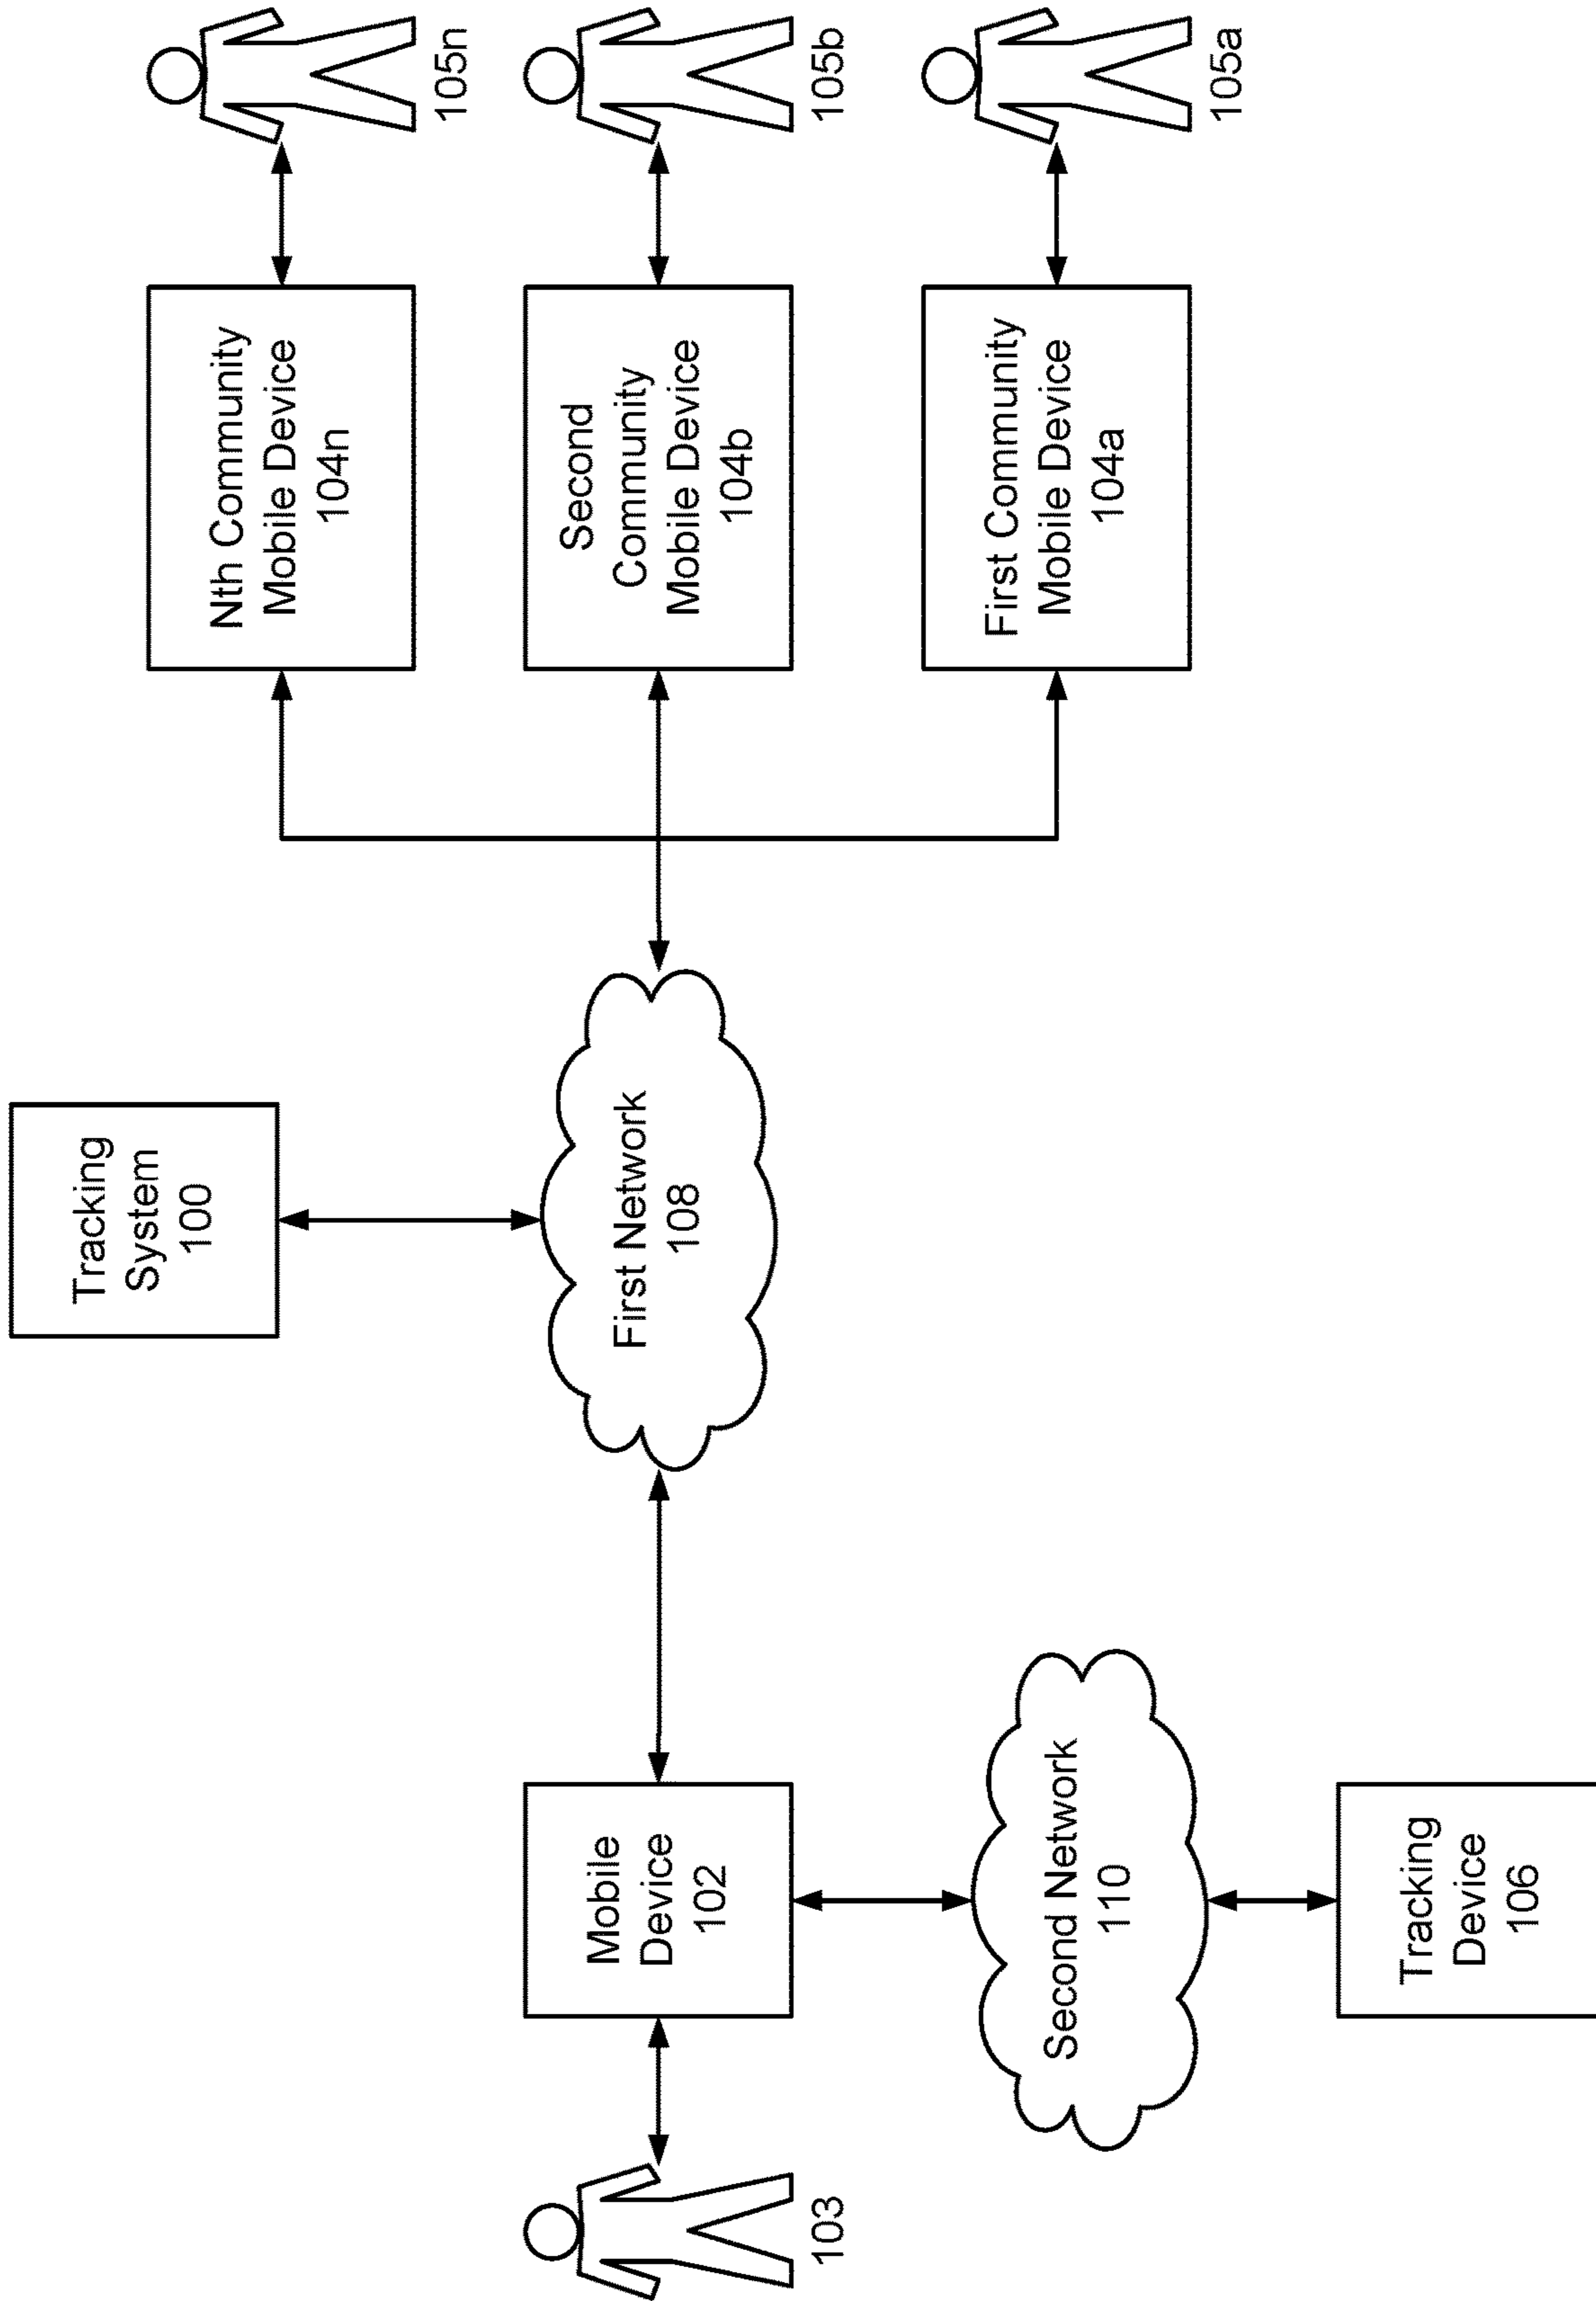 Tracking
System
100
Nth Community
Mobile Device
104n
105n
103
Mobile
Device
102
First Network
108
Second
Community
Mobile Device
104b
105b
Second Network
110
First Community
Mobile Device
104a
105a
Tracking
Device
106